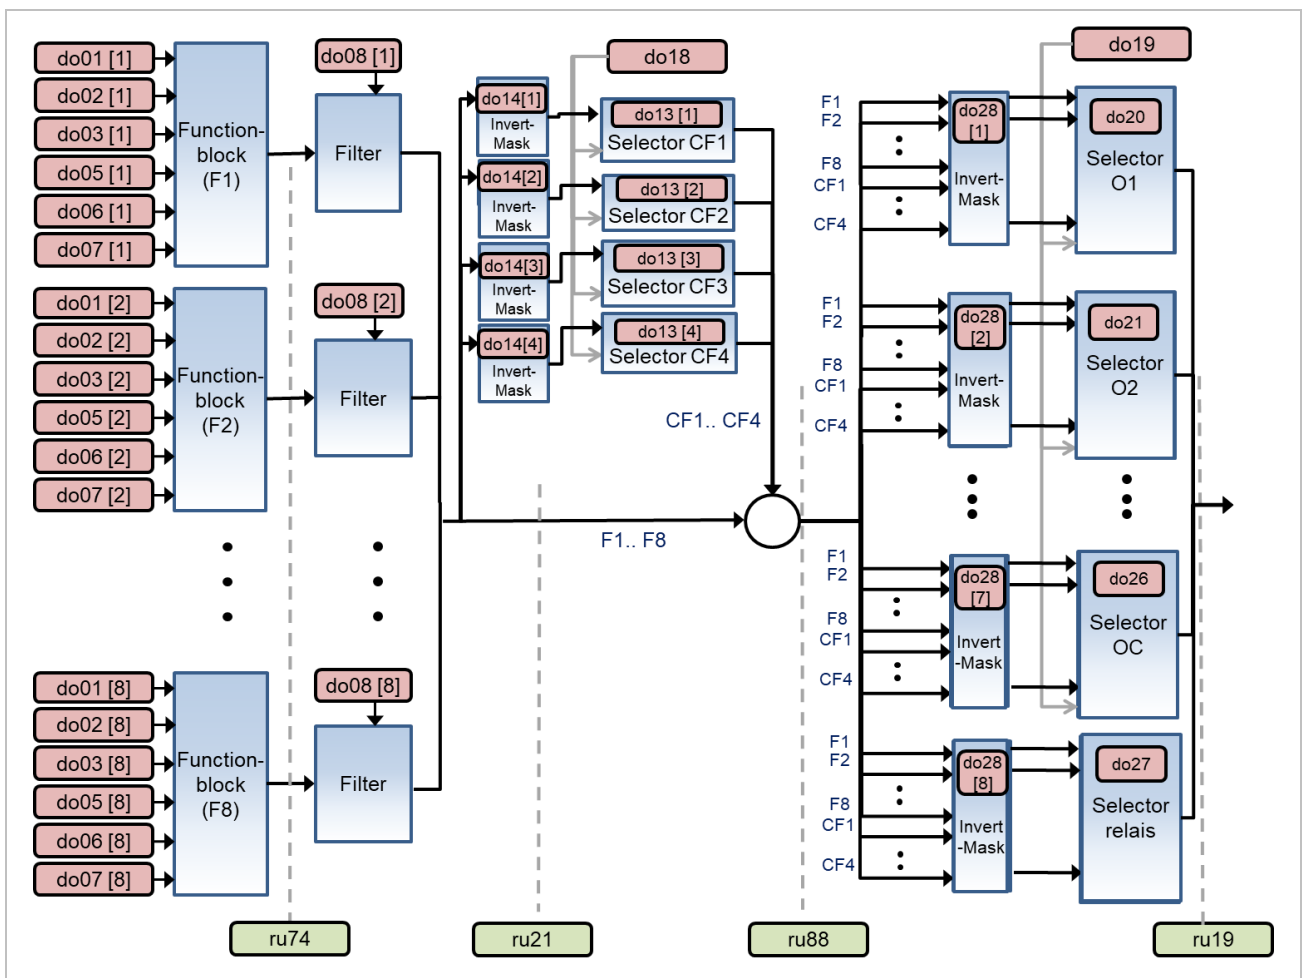 do01 [1]
do02 [1]
do03 [1]
do05 [1]
do06 [1]
do07 [1]
Function-
block
(F1)
do08 [1]
Filter
do01 [2]
do02 [2]
do03 [2]
do05 [2]
do06 [2]
do07 [2]
Function-
block
(F2)
do08 [2]
Filter
do01 [8]
do02 [8]
do03 [8]
do05 [8]
do06 [8]
do07 [8]
Function-
block
(F8)
do08 [8]
Filter
do18
do14[1]
Invert-
Mask
do13 [1]
Selector CF1
do14[2]
Invert-
Mask
do13 [2]
Selector CF2
do14[3]
Invert-
Mask
do13 [3]
Selector CF3
do14[4]
Invert-
Mask
do13 [4]
Selector CF4
CF1.. CF4
F1.. F8
do19
F1
F2
F8
CF1
CF4
do28
[1]
Invert-
Mask
do20
Selector
O1
F1
F2
F8
CF1
CF4
do28
[2]
Invert-
Mask
do21
Selector
O2
F1
F2
F8
CF1
CF4
do28
[7]
Invert
-Mask
do26
Selector
OC
F1
F2
F8
CF1
CF4
do28
[8]
Invert
-Mask
do27
Selector
relais
ru74
ru21
ru88
ru19